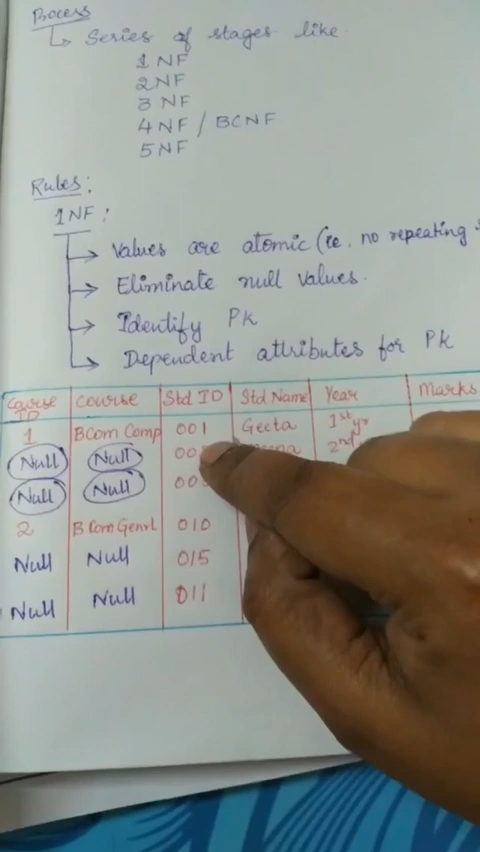 Process
↳ Series of stages like
1 NF
2NF
3 NF
4NF / BCNF
5NF
Rules:
1NF:
→ Values are atomic (ie. no repeating
→ Eliminate null values.
→ Identify Pk
→ Dependent attributes for Pk
Course ID Course Std ID Std Name Year Marks
1 BCom Comp 001 Geeta 1st yr
Null Null 2nd
Null Null
2 BCom Genrl 010
Null Null 015
Null Null 011